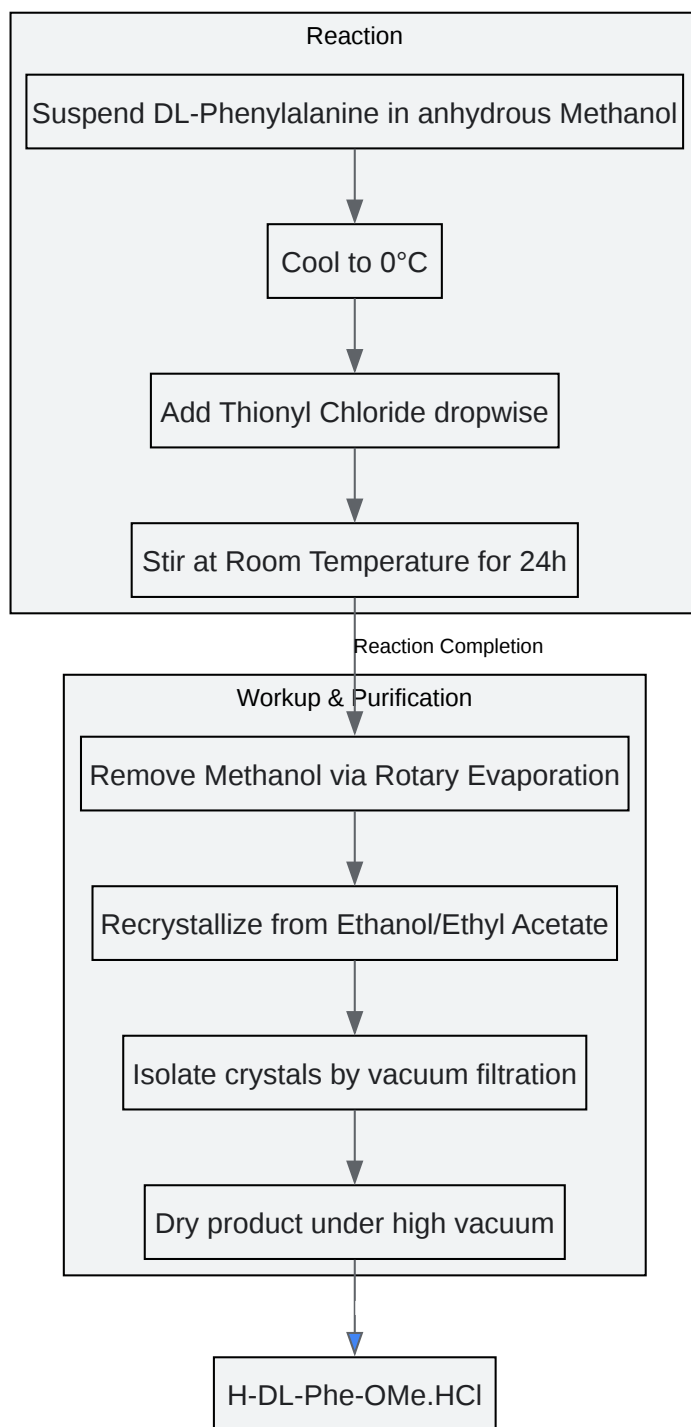 Reaction
Suspend DL-Phenylalanine in anhydrous Methanol
Cool to 0°C
Add Thionyl Chloride dropwise
Stir at Room Temperature for 24h
Reaction Completion
Workup & Purification
Remove Methanol via Rotary Evaporation
Recrystallize from Ethanol/Ethyl Acetate
Isolate crystals by vacuum filtration
Dry product under high vacuum
H-DL-Phe-OMe.HCl